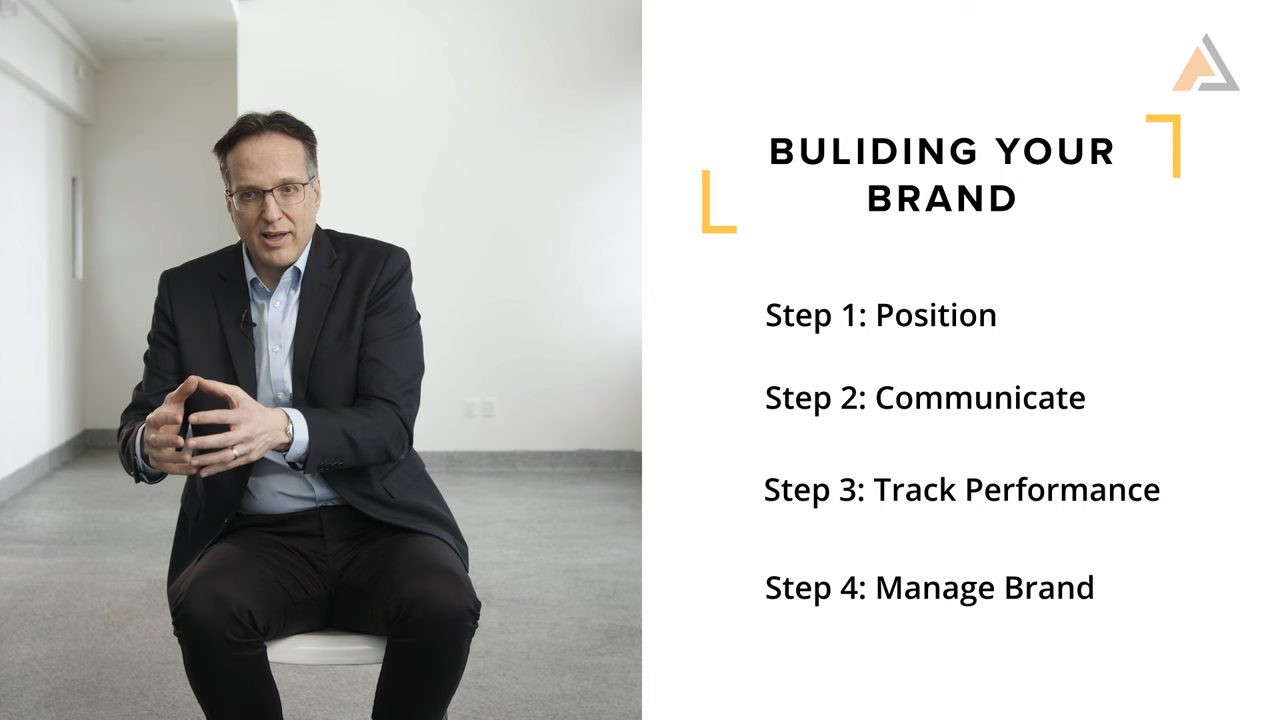 BULIDING YOUR
BRAND
Step 1: Position
Step 2: Communicate
Step 3: Track Performance
Step 4: Manage Brand